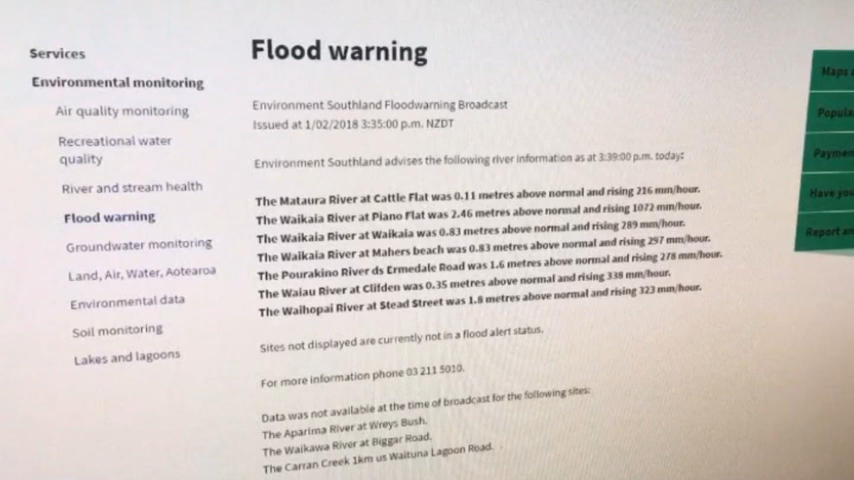 Flood warning
Services
Environmental monitoring
Air quality monitoring
Recreational water
quality
River and stream health
Flood warning
Groundwater monitoring
Land, Air, Water, Aotearoa
Environmental data
Soil monitoring
Lakes and lagoons
Environment Southland Floodwarning Broadcast
Issued at 1/02/2018 3:35:00 p.m. NZDT
Environment Southland advises the following river information as at 3:39:00 p.m. today:
The Mataura River at Cattle Flat was 0.11 metres above normal and rising 216 mm/hour.
The Waikaia River at Piano Flat was 2.46 metres above normal and rising 1072 mm/hour.
The Waikaia River at Waikaia was 0.83 metres above normal and rising 289 mm/hour.
The Waikaia River at Mahers beach was 0.83 metres above normal and rising 297 mm/hour.
The Pourakino River ds Ermedale Road was 1.6 metres above normal and rising 278 mm/hour.
The Waiau River at Clifden was 0.35 metres above normal and rising 338 mm/hour.
The Waihopai River at Stead Street was 1.8 metres above normal and rising 323 mm/hour.
Sites not displayed are currently not in a flood alert status.
For more information phone 03 211 5010.
Data was not available at the time of broadcast for the following sites:
The Aparima River at Wreys Bush.
The Waikawa River at Biggar Road.
The Carran Creek 1km us Waituna Lagoon Road.
Maps
Popula
Paymen
Have you
Report an